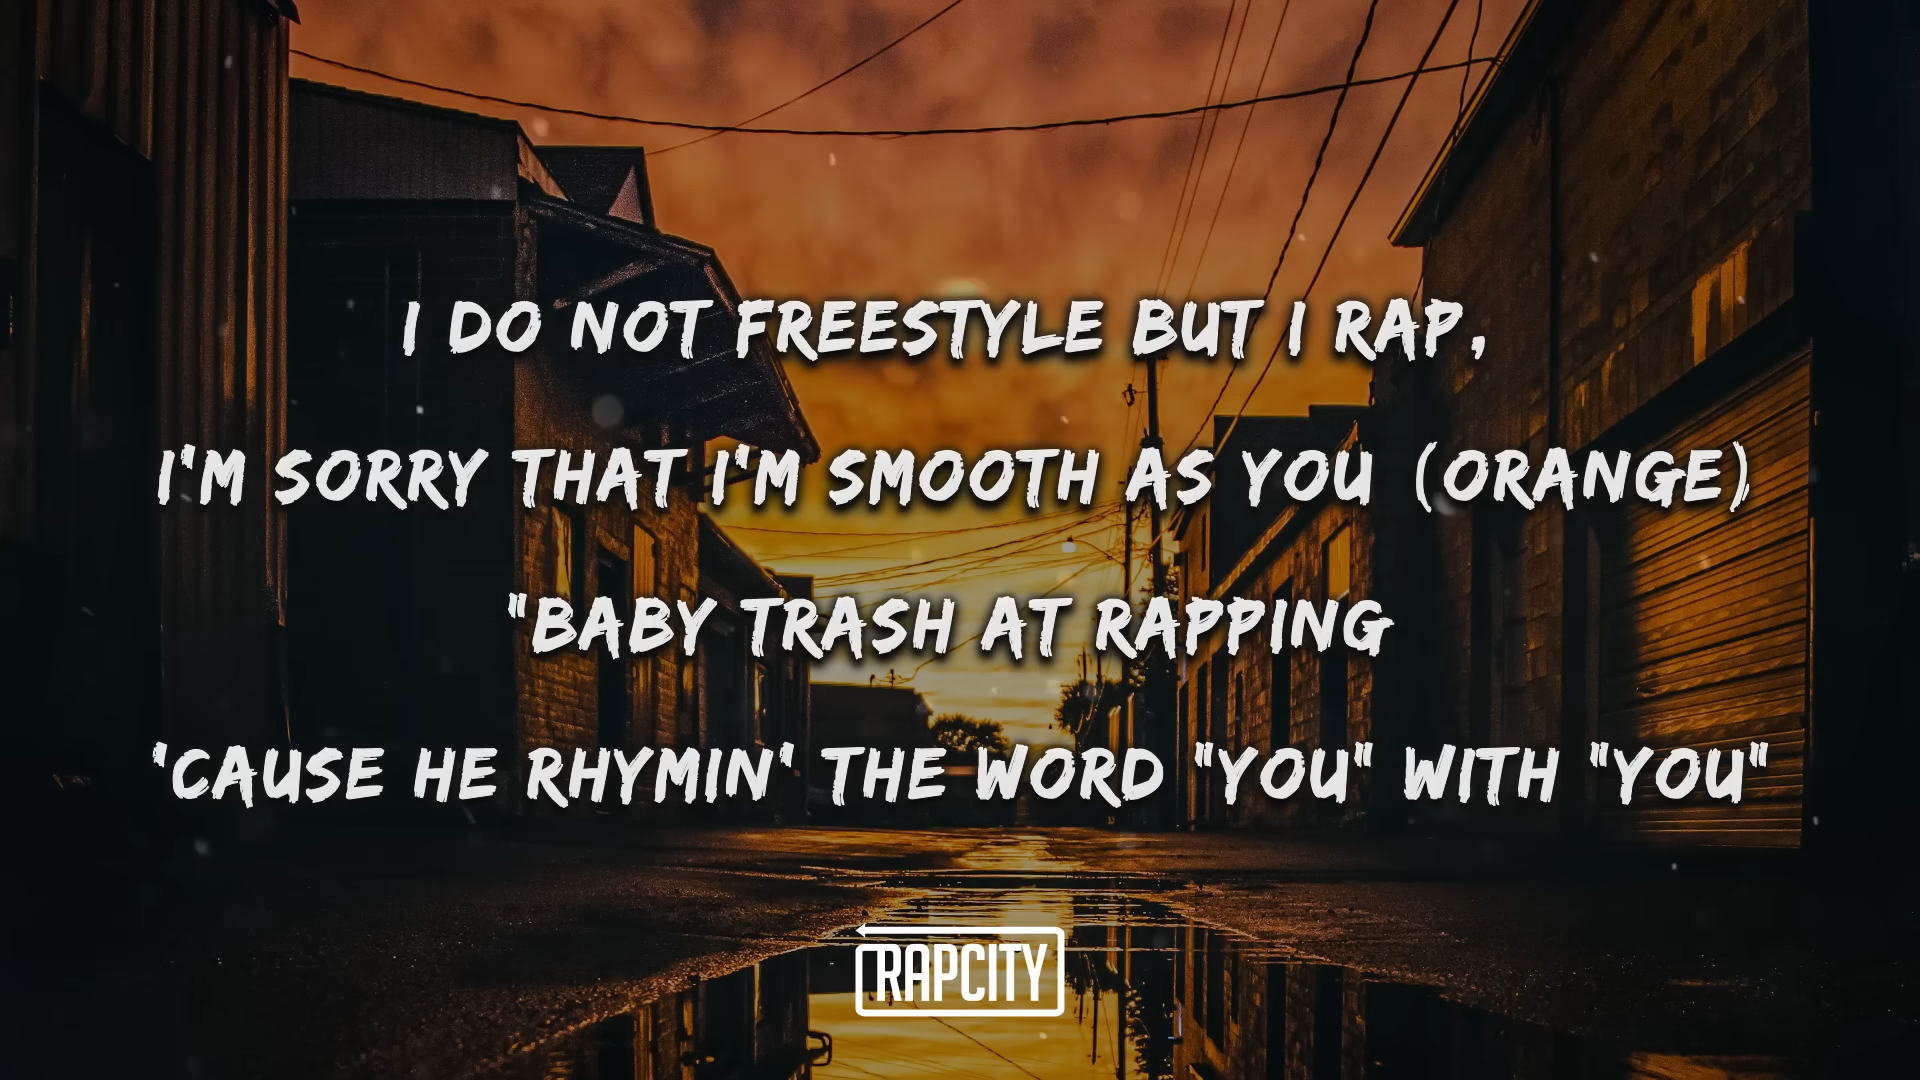 I DO NOT FREESTYLE BUT I RAP,
I'M SORRY THAT I'M SMOOTH AS YOU (ORANGE)
"BABY TRASH AT RAPPING
'CAUSE HE RHYMIN' THE WORD "YOU" WITH "YOU"
RAPCITY